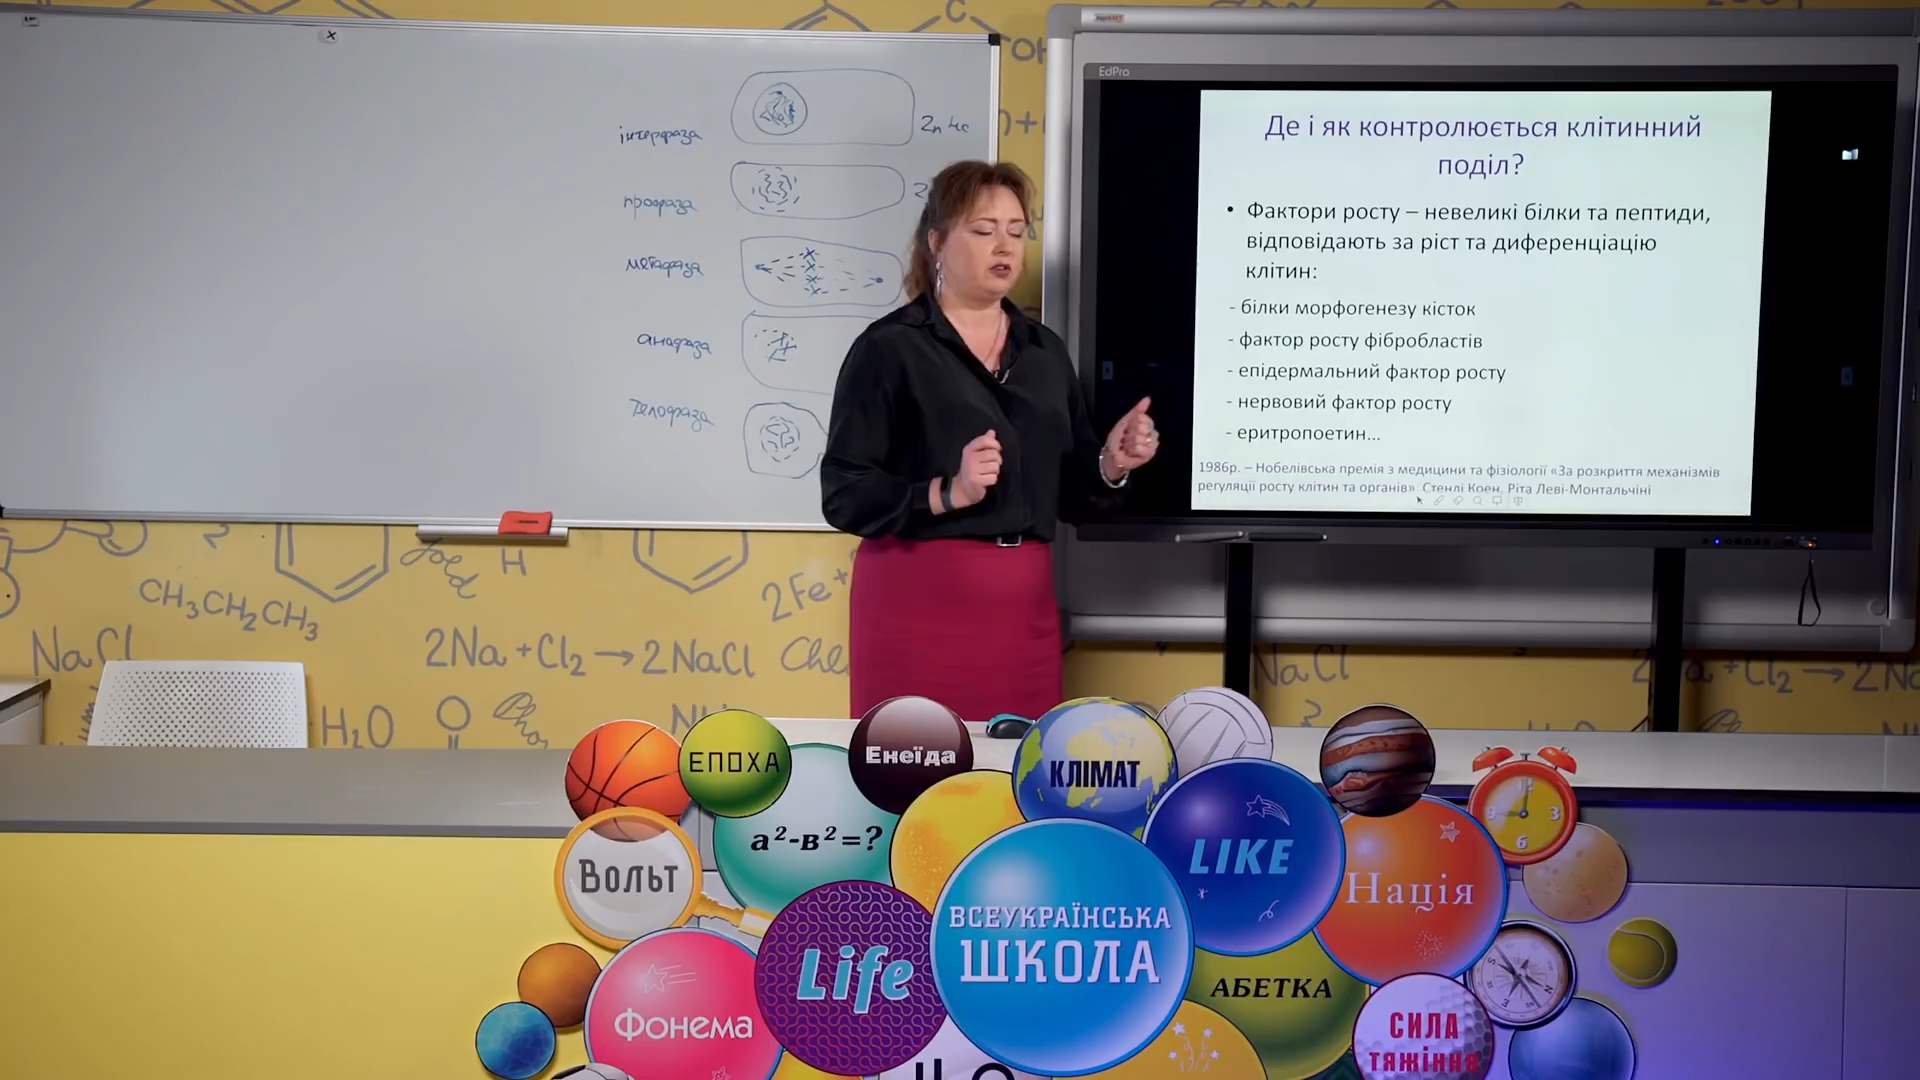 інтерфаза
2n 4c
профаза
метафаза
анафаза
телофаза
EdPro
Де і як контролюється клітинний
поділ?
• Фактори росту – невеликі білки та пептиди,
відповідають за ріст та диференціацію
клітин:
- білки морфогенезу кісток
- фактор росту фібробластів
- епідермальний фактор росту
- нервовий фактор росту
- еритропоетин...
1986р. – Нобелівська премія з медицини та фізіології «За розкриття механізмів
регуляції росту клітин та органів» Стенлі Коен, Ріта Леві-Монтальчіні
CH₃CH₂CH₃
H
2Fe+
NaCl
2Na+Cl₂→2NaCl
NaCl
H₂O
ЕПОХА
Енеїда
КЛІМАТ
a²-в²=?
LIKE
Вольт
Нація
ВСЕУКРАЇНСЬКА
ШКОЛА
Life
АБЕТКА
Фонема
СИЛА
ТЯЖІННЯ